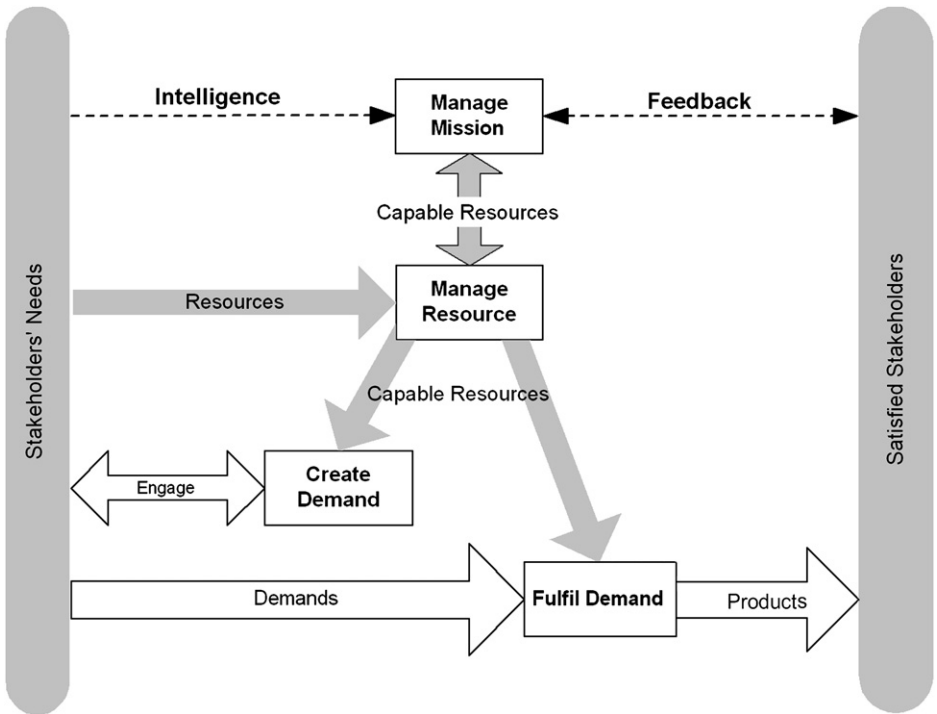 Intelligence
Manage
Mission
Feedback
Capable Resources
Stakeholders' Needs
Resources
Manage
Resource
Satisfied Stakeholders
Capable Resources
Engage
Create
Demand
Demands
Fulfil Demand
Products